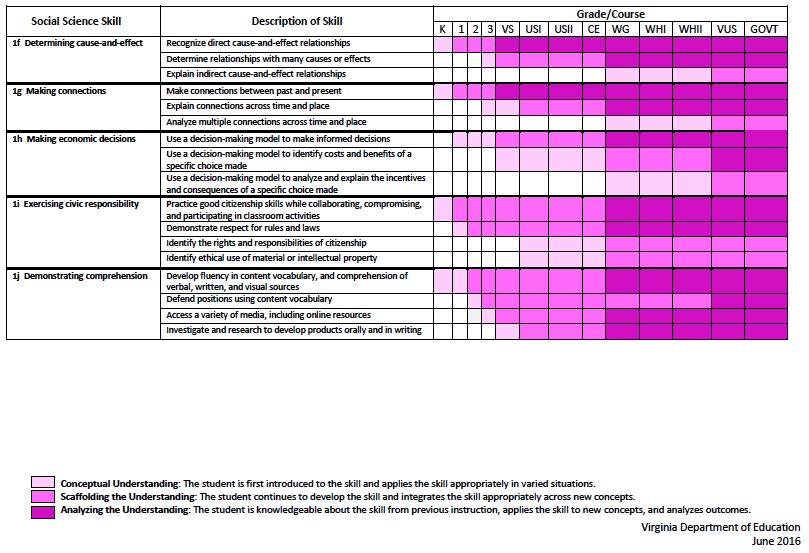 Social Science Skill Description of Skill Grade/Course
K 1 2 3 VS USI USII CE WG WHI WHII VUS GOVT
1f Determining cause-and-effect Recognize direct cause-and-effect relationships
Determine relationships with many causes or effects
Explain indirect cause-and-effect relationships
1g Making connections Make connections between past and present
Explain connections across time and place
Analyze multiple connections across time and place
1h Making economic decisions Use a decision-making model to make informed decisions
Use a decision-making model to identify costs and benefits of a
specific choice made
Use a decision-making model to analyze and explain the incentives
and consequences of a specific choice made
1i Exercising civic responsibility Practice good citizenship skills while collaborating, compromising,
and participating in classroom activities
Demonstrate respect for rules and laws
Identify the rights and responsibilities of citizenship
Identify ethical use of material or intellectual property
1j Demonstrating comprehension Develop fluency in content vocabulary, and comprehension of
verbal, written, and visual sources
Defend positions using content vocabulary
Access a variety of media, including online resources
Investigate and research to develop products orally and in writing
Conceptual Understanding: The student is first introduced to the skill and applies the skill appropriately in varied situations.
Scaffolding the Understanding: The student continues to develop the skill and integrates the skill appropriately across new concepts.
Analyzing the Understanding: The student is knowledgeable about the skill from previous instruction, applies the skill to new concepts, and analyzes outcomes.
Virginia Department of Education
June 2016